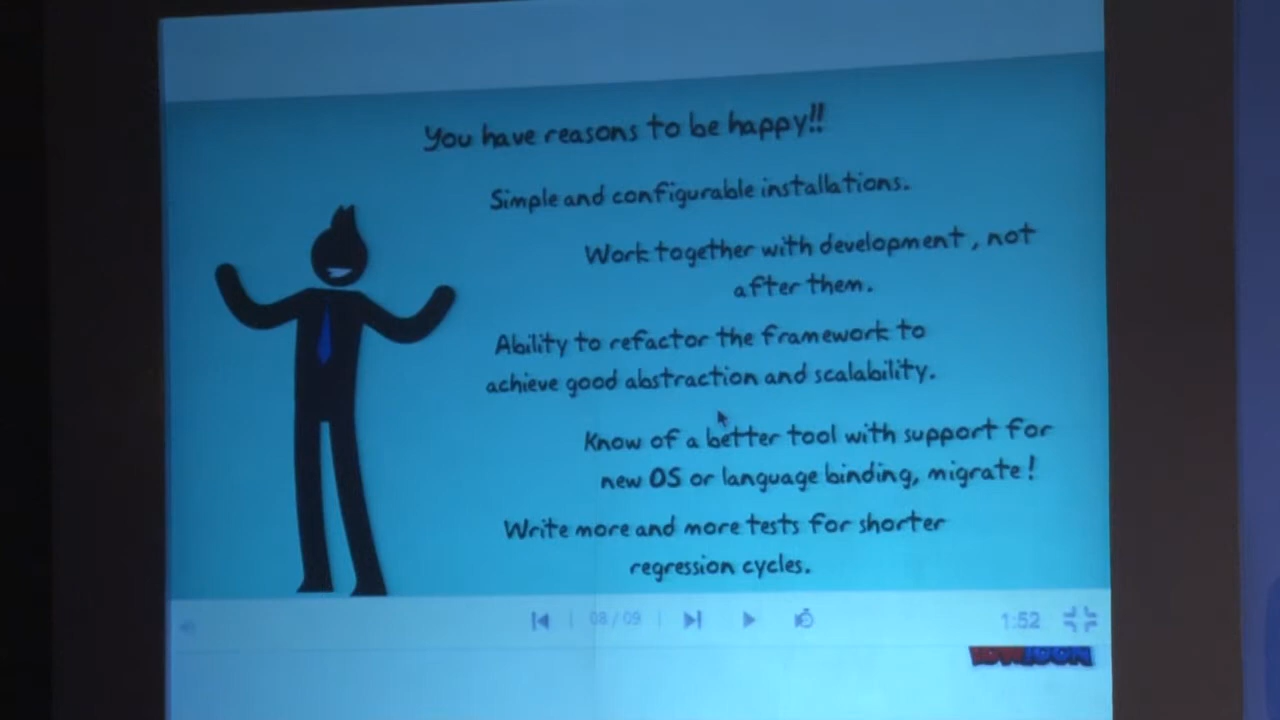 You have reasons to be happy!!
Simple and configurable installations.
Work together with development, not
after them.
Ability to refactor the framework to
achieve good abstraction and scalability.
Know of a better tool with support for
new OS or language binding, migrate!
Write more and more tests for shorter
regression cycles.
08 / 09
1:52
POWTOON